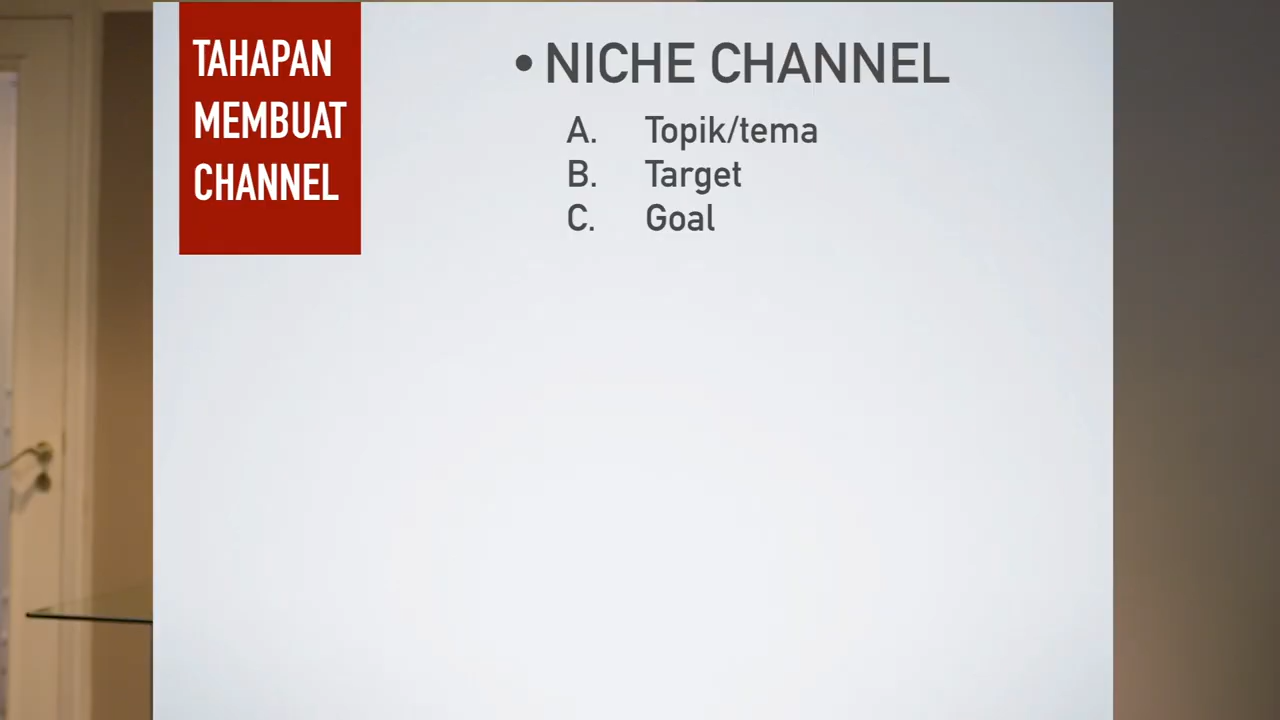 TAHAPAN
MEMBUAT
CHANNEL
• NICHE CHANNEL
A. Topik/tema
B. Target
C. Goal